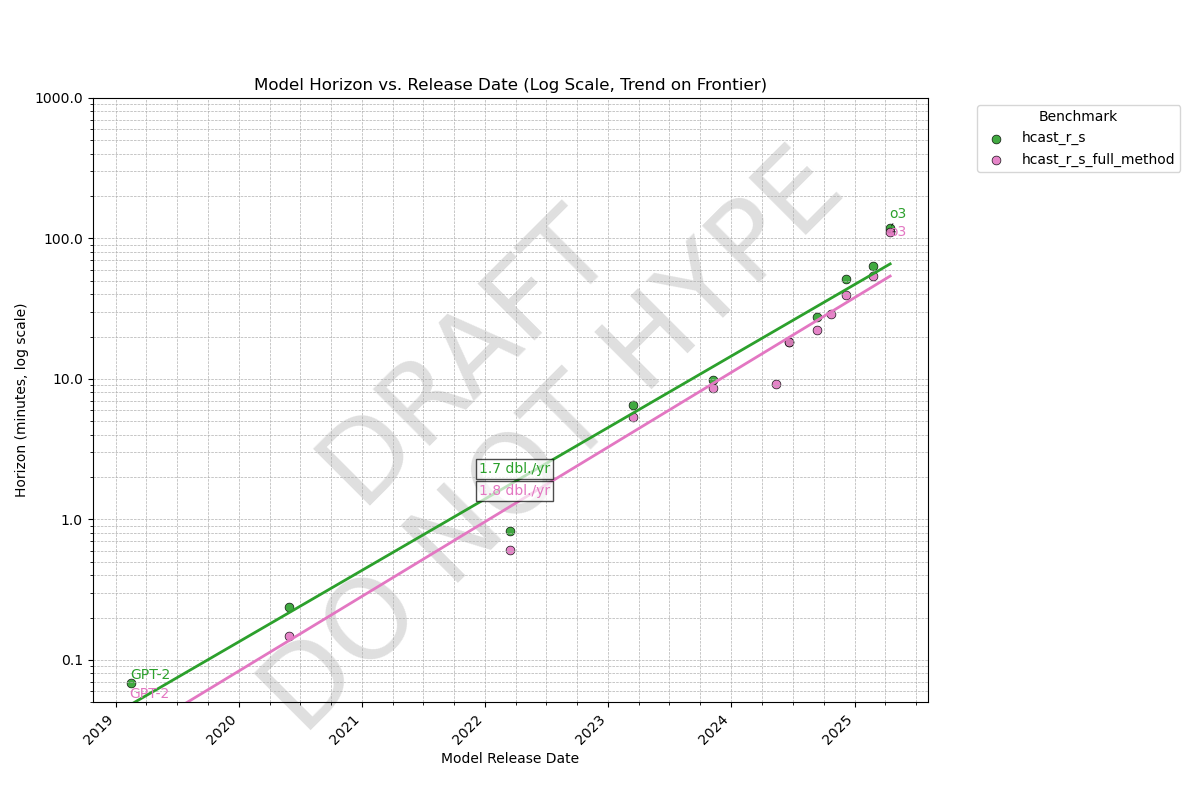 Model Horizon vs. Release Date (Log Scale, Trend on Frontier)
1000.0
100.0
10.0
1.0
0.1
Horizon (minutes, log scale)
2019
2020
2021
2022
2023
2024
2025
Model Release Date
Benchmark
hcast_r_s
hcast_r_s_full_method
o3
o3
1.7 dbl./yr
1.8 dbl./yr
GPT-2
GPT-2
DRAFT
DO NOT HYPE